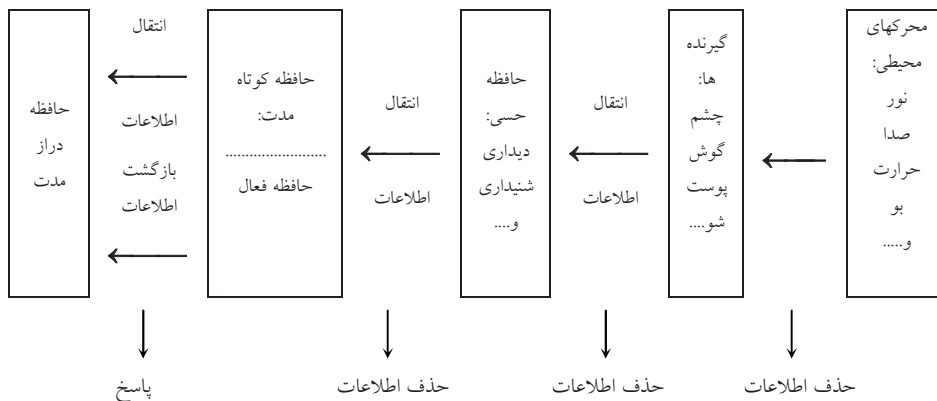 محرکهای
محیطی:
نور
صدا
حرارت
بو
و.....
گیرنده
ها:
چشم
گوش
پوست
شو....
انتقال
اطلاعات
حافظه
حسی:
دیداری
شنیداری
و....
انتقال
اطلاعات
حافظه کوتاه
مدت:
..........................
حافظه فعال
انتقال
اطلاعات
بازگشت
اطلاعات
حافظه
دراز
مدت
حذف اطلاعات
حذف اطلاعات
حذف اطلاعات
پاسخ